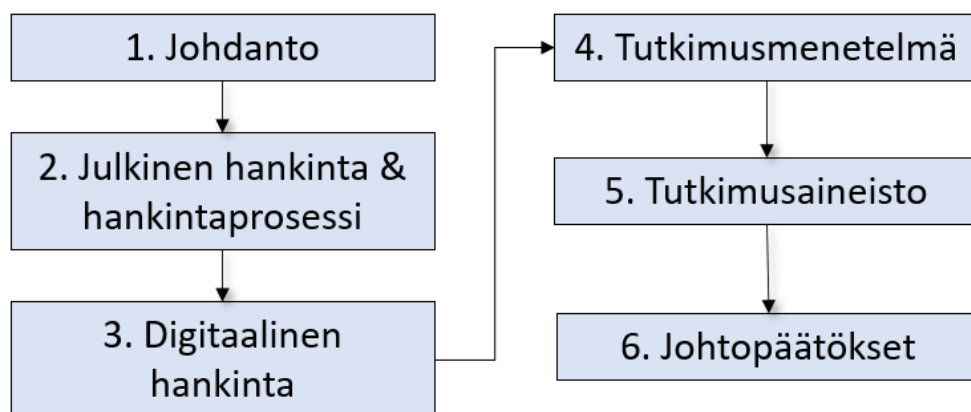 1. Johdanto
2. Julkinen hankinta &
hankintaprosessi
3. Digitaalinen
hankinta
4. Tutkimusmenetelmä
5. Tutkimusaineisto
6. Johtopäätökset